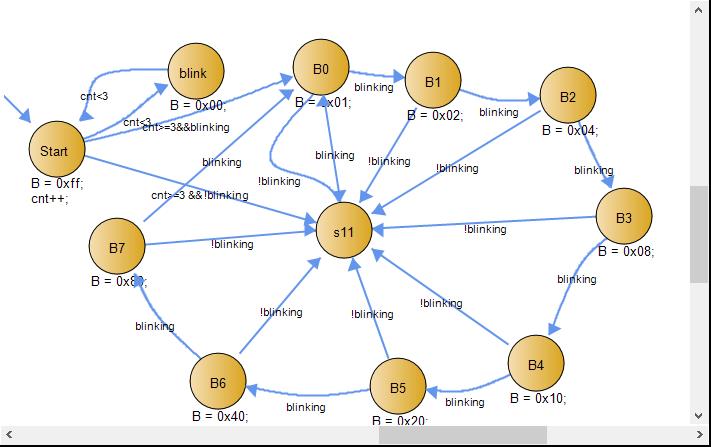 blink
B = 0x00;
cnt<3
cnt<3
cnt>=3&&blinking
Start
B = 0xff;
cnt++;
cnt>=3 &&!blinking
B0
B = 0x01;
blinking
B1
B = 0x02;
blinking
B2
B = 0x04;
blinking
B3
B = 0x08;
blinking
B4
B = 0x10;
blinking
B5
B = 0x20;
blinking
B6
B = 0x40;
blinking
B7
B = 0x80;
blinking
s11
blinking
!blinking
!blinking
!blinking
!blinking
!blinking
!blinking
!blinking
!blinking